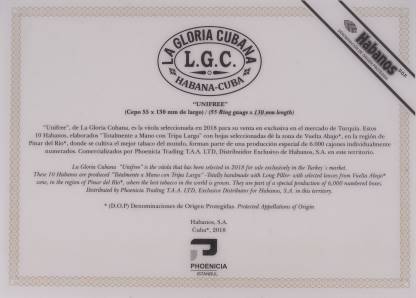 LA GLORIA CUBANA
L.G.C.
HABANA-CUBA
Habanos s.a.
"UNIFREE"
(Cepo 55 x 130 mm de largo) / (55 Ring gauge x 130 mm length)
"Unifree", de La Gloria Cubana, es la vitola seleccionada en 2018 para su venta en exclusiva en el mercado de Turquía. Estos
10 Habanos, elaborados "Totalmente a Mano con Tripa Larga" con hojas seleccionadas de la zona de Vuelta Abajo*, en la región de
Pinar del Río*, donde se cultiva el mejor tabaco del mundo, forman parte de una producción especial de 6.000 cajones individualmente
numerados. Comercializados por Phoenicia Trading T.A.A. LTD, Distribuidor Exclusivo de Habanos, S.A. en este territorio.
La Gloria Cubana "Unifree" is the vitola that has been selected in 2018 for sale exclusively in the Turkey´s market.
These 10 Habanos are produced "Totalmente a Mano con Tripa Larga" -Totally handmade with Long Filler- with selected leaves from Vuelta Abajo*
zone, in the region of Pinar del Río*, where the best tobacco in the world is grown. They are part of a special production of 6,000 numbered boxes.
Distributed by Phoenicia Trading T.A.A. LTD, Exclusive Distributor for Habanos, S.A. in this territory.
* (D.O.P) Denominaciones de Origen Protegidas. Protected Appellations of Origin.
Habanos, S.A.
Cuba*, 2018
PHOENICIA
ISTANBUL